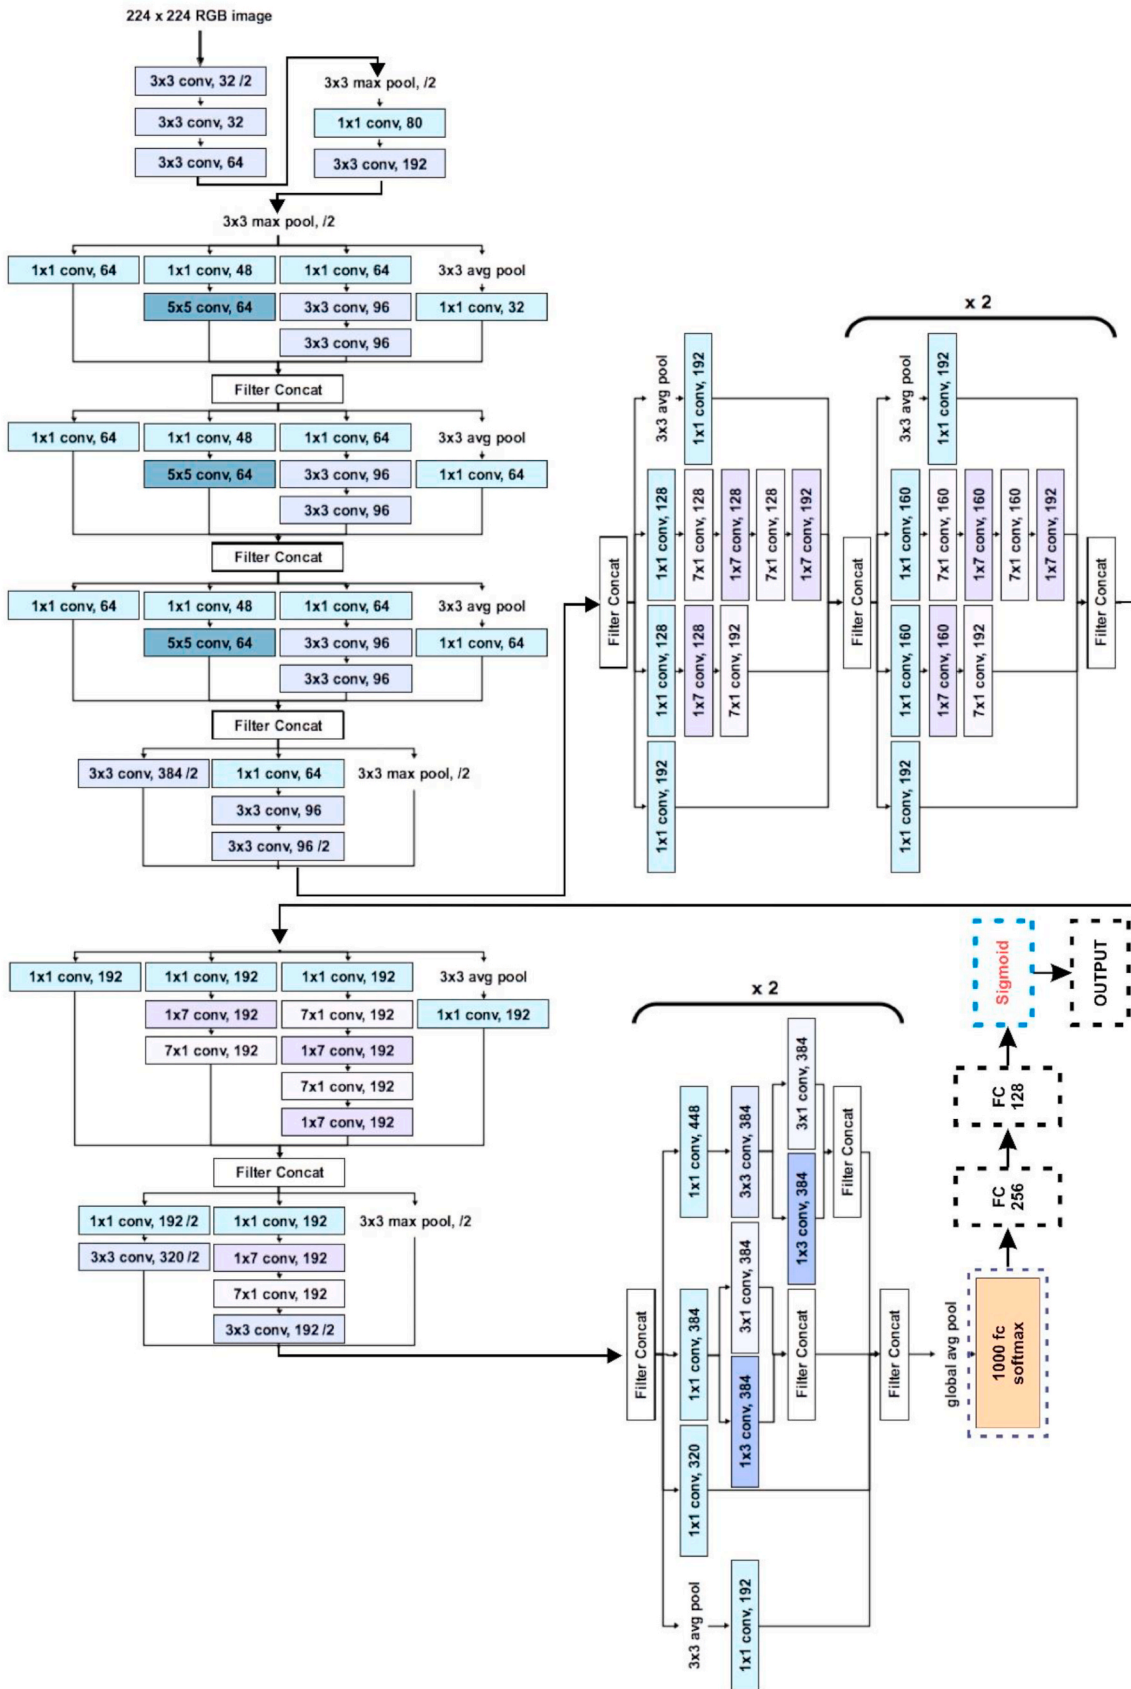 224 x 224 RGB image
3x3 conv, 32 /2
3x3 conv, 32
3x3 conv, 64
3x3 max pool, /2
1x1 conv, 80
3x3 conv, 192
3x3 max pool, /2
1x1 conv, 64
1x1 conv, 48
1x1 conv, 64
3x3 avg pool
5x5 conv, 64
3x3 conv, 96
1x1 conv, 32
3x3 conv, 96
Filter Concat
1x1 conv, 64
1x1 conv, 48
1x1 conv, 64
3x3 avg pool
5x5 conv, 64
3x3 conv, 96
1x1 conv, 64
3x3 conv, 96
Filter Concat
1x1 conv, 64
1x1 conv, 48
1x1 conv, 64
3x3 avg pool
5x5 conv, 64
3x3 conv, 96
1x1 conv, 64
3x3 conv, 96
Filter Concat
3x3 conv, 384 /2
1x1 conv, 64
3x3 max pool, /2
3x3 conv, 96
3x3 conv, 96 /2
Filter Concat
3x3 avg pool
1x1 conv, 192
1x1 conv, 128
7x1 conv, 128
1x7 conv, 128
7x1 conv, 128
1x7 conv, 192
1x1 conv, 128
1x7 conv, 128
7x1 conv, 192
1x1 conv, 192
x 2
Filter Concat
3x3 avg pool
1x1 conv, 192
1x1 conv, 160
7x1 conv, 160
1x7 conv, 160
7x1 conv, 160
1x7 conv, 192
1x1 conv, 160
1x7 conv, 160
7x1 conv, 192
1x1 conv, 192
Filter Concat
1x1 conv, 192
1x1 conv, 192
1x1 conv, 192
3x3 avg pool
1x7 conv, 192
7x1 conv, 192
1x1 conv, 192
7x1 conv, 192
1x7 conv, 192
7x1 conv, 192
1x7 conv, 192
Filter Concat
1x1 conv, 192 /2
1x1 conv, 192
3x3 max pool, /2
3x3 conv, 320 /2
1x7 conv, 192
7x1 conv, 192
3x3 conv, 192 /2
x 2
Filter Concat
1x1 conv, 448
3x3 conv, 384
3x1 conv, 384
1x3 conv, 384
Filter Concat
1x1 conv, 384
3x1 conv, 384
1x3 conv, 384
Filter Concat
1x1 conv, 320
3x3 avg pool
1x1 conv, 192
Filter Concat
global avg pool
1000 fc
softmax
FC
256
FC
128
Sigmoid
OUTPUT